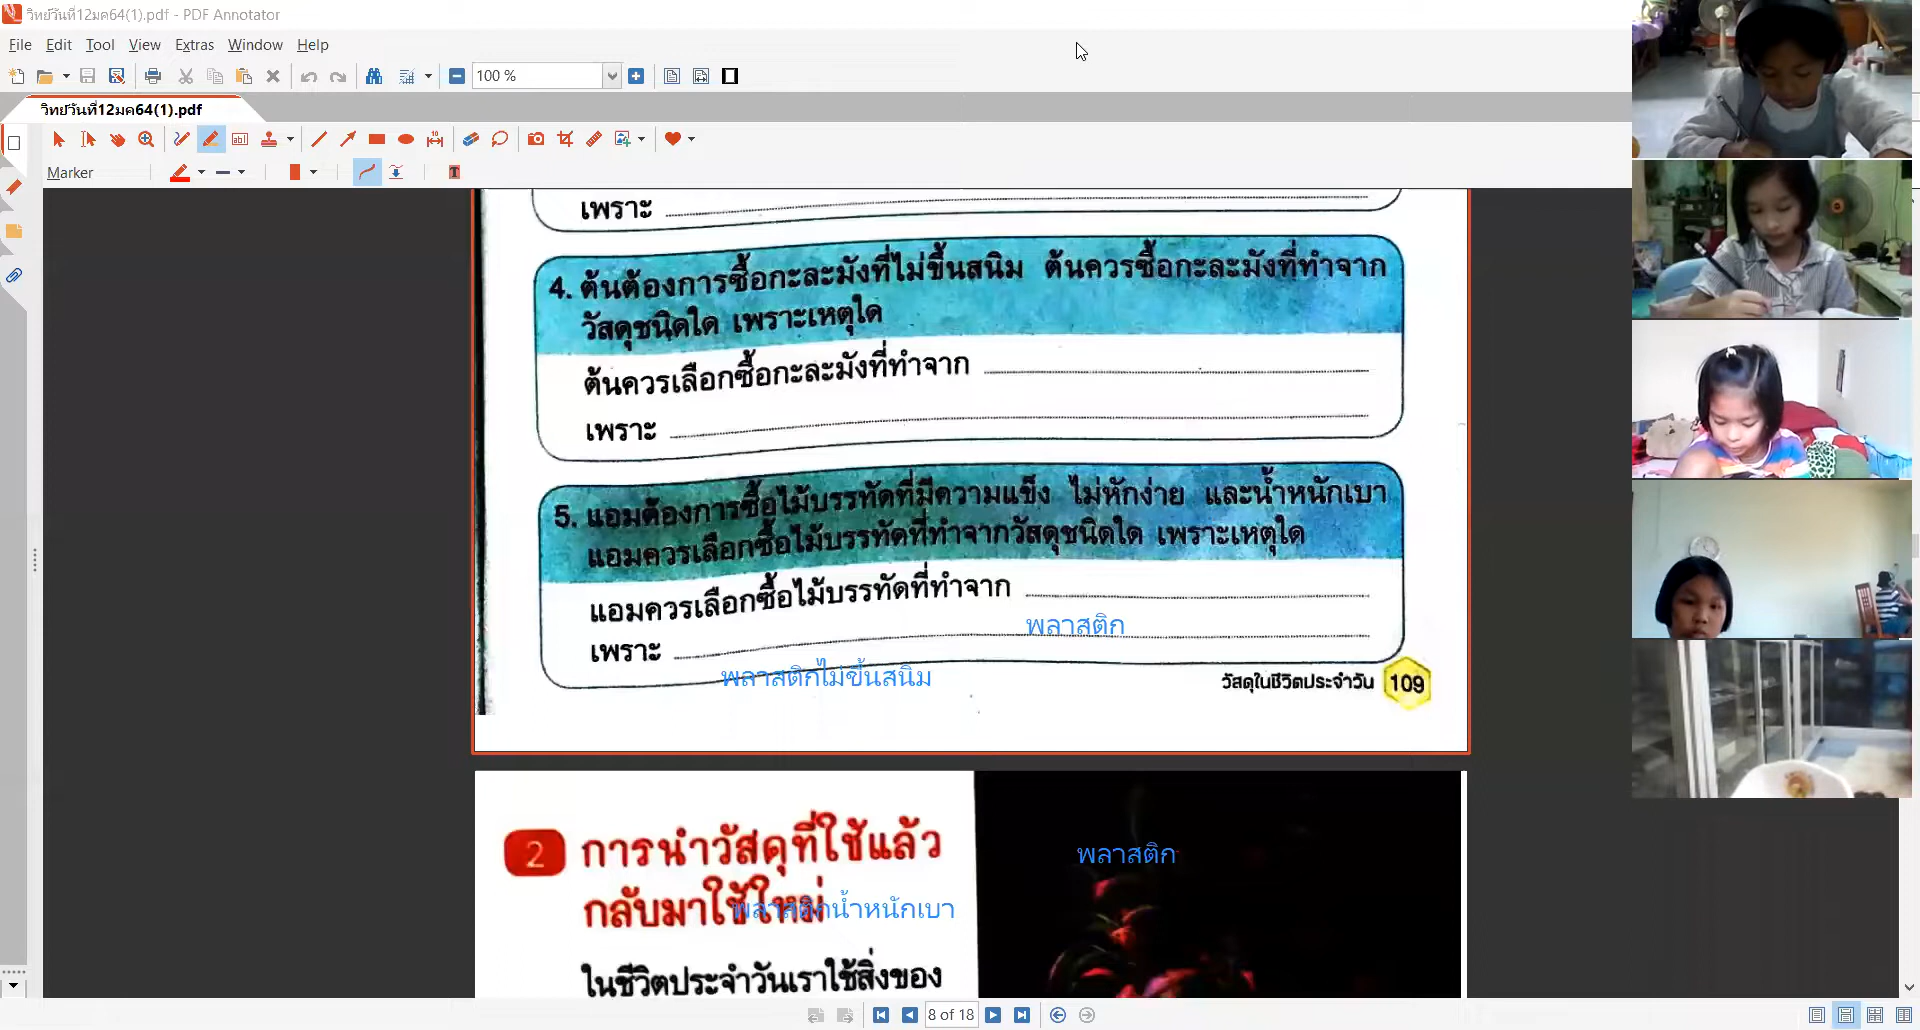 วิทย์วันที่12มค64(1).pdf - PDF Annotator
File Edit Tool View Extras Window Help
100 %
วิทย์วันที่12มค64(1).pdf
Marker
เพราะ
4. ต้นต้องการซื้อกะละมังที่ไม่ขึ้นสนิม ต้นควรซื้อกะละมังที่ทำจาก
วัสดุชนิดใด เพราะเหตุใด
ต้นควรเลือกซื้อกะละมังที่ทำจาก
เพราะ
5. แอมต้องการซื้อไม้บรรทัดที่มีความแข็ง ไม่หักง่าย และน้ำหนักเบา
แอมควรเลือกซื้อไม้บรรทัดที่ทำจากวัสดุชนิดใด เพราะเหตุใด
แอมควรเลือกซื้อไม้บรรทัดที่ทำจาก
พลาสติก
เพราะ
พลาสติกไม่ขึ้นสนิม
วัสดุในชีวิตประจำวัน 109
2 การนำวัสดุที่ใช้แล้ว
กลับมาใช้ใหม่
พลาสติก
พลาสติกน้ำหนักเบา
ในชีวิตประจำวันเราใช้สิ่งของ
8 of 18